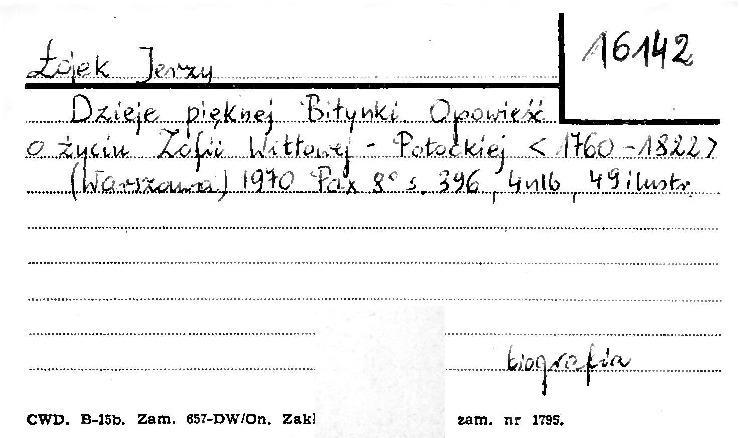 Łojek Jerzy
16142
Dzieje pięknej Bitynki Opowieść
o życiu Zofii Wittowej - Potockiej <1760-1822>
(Warszawa) 1970 Pax 8° s. 396, 4nlb, 49 ilustr.
biografia
CWD. B-15b. Zam. 657-DW/On. Zakł zam. nr 1795.